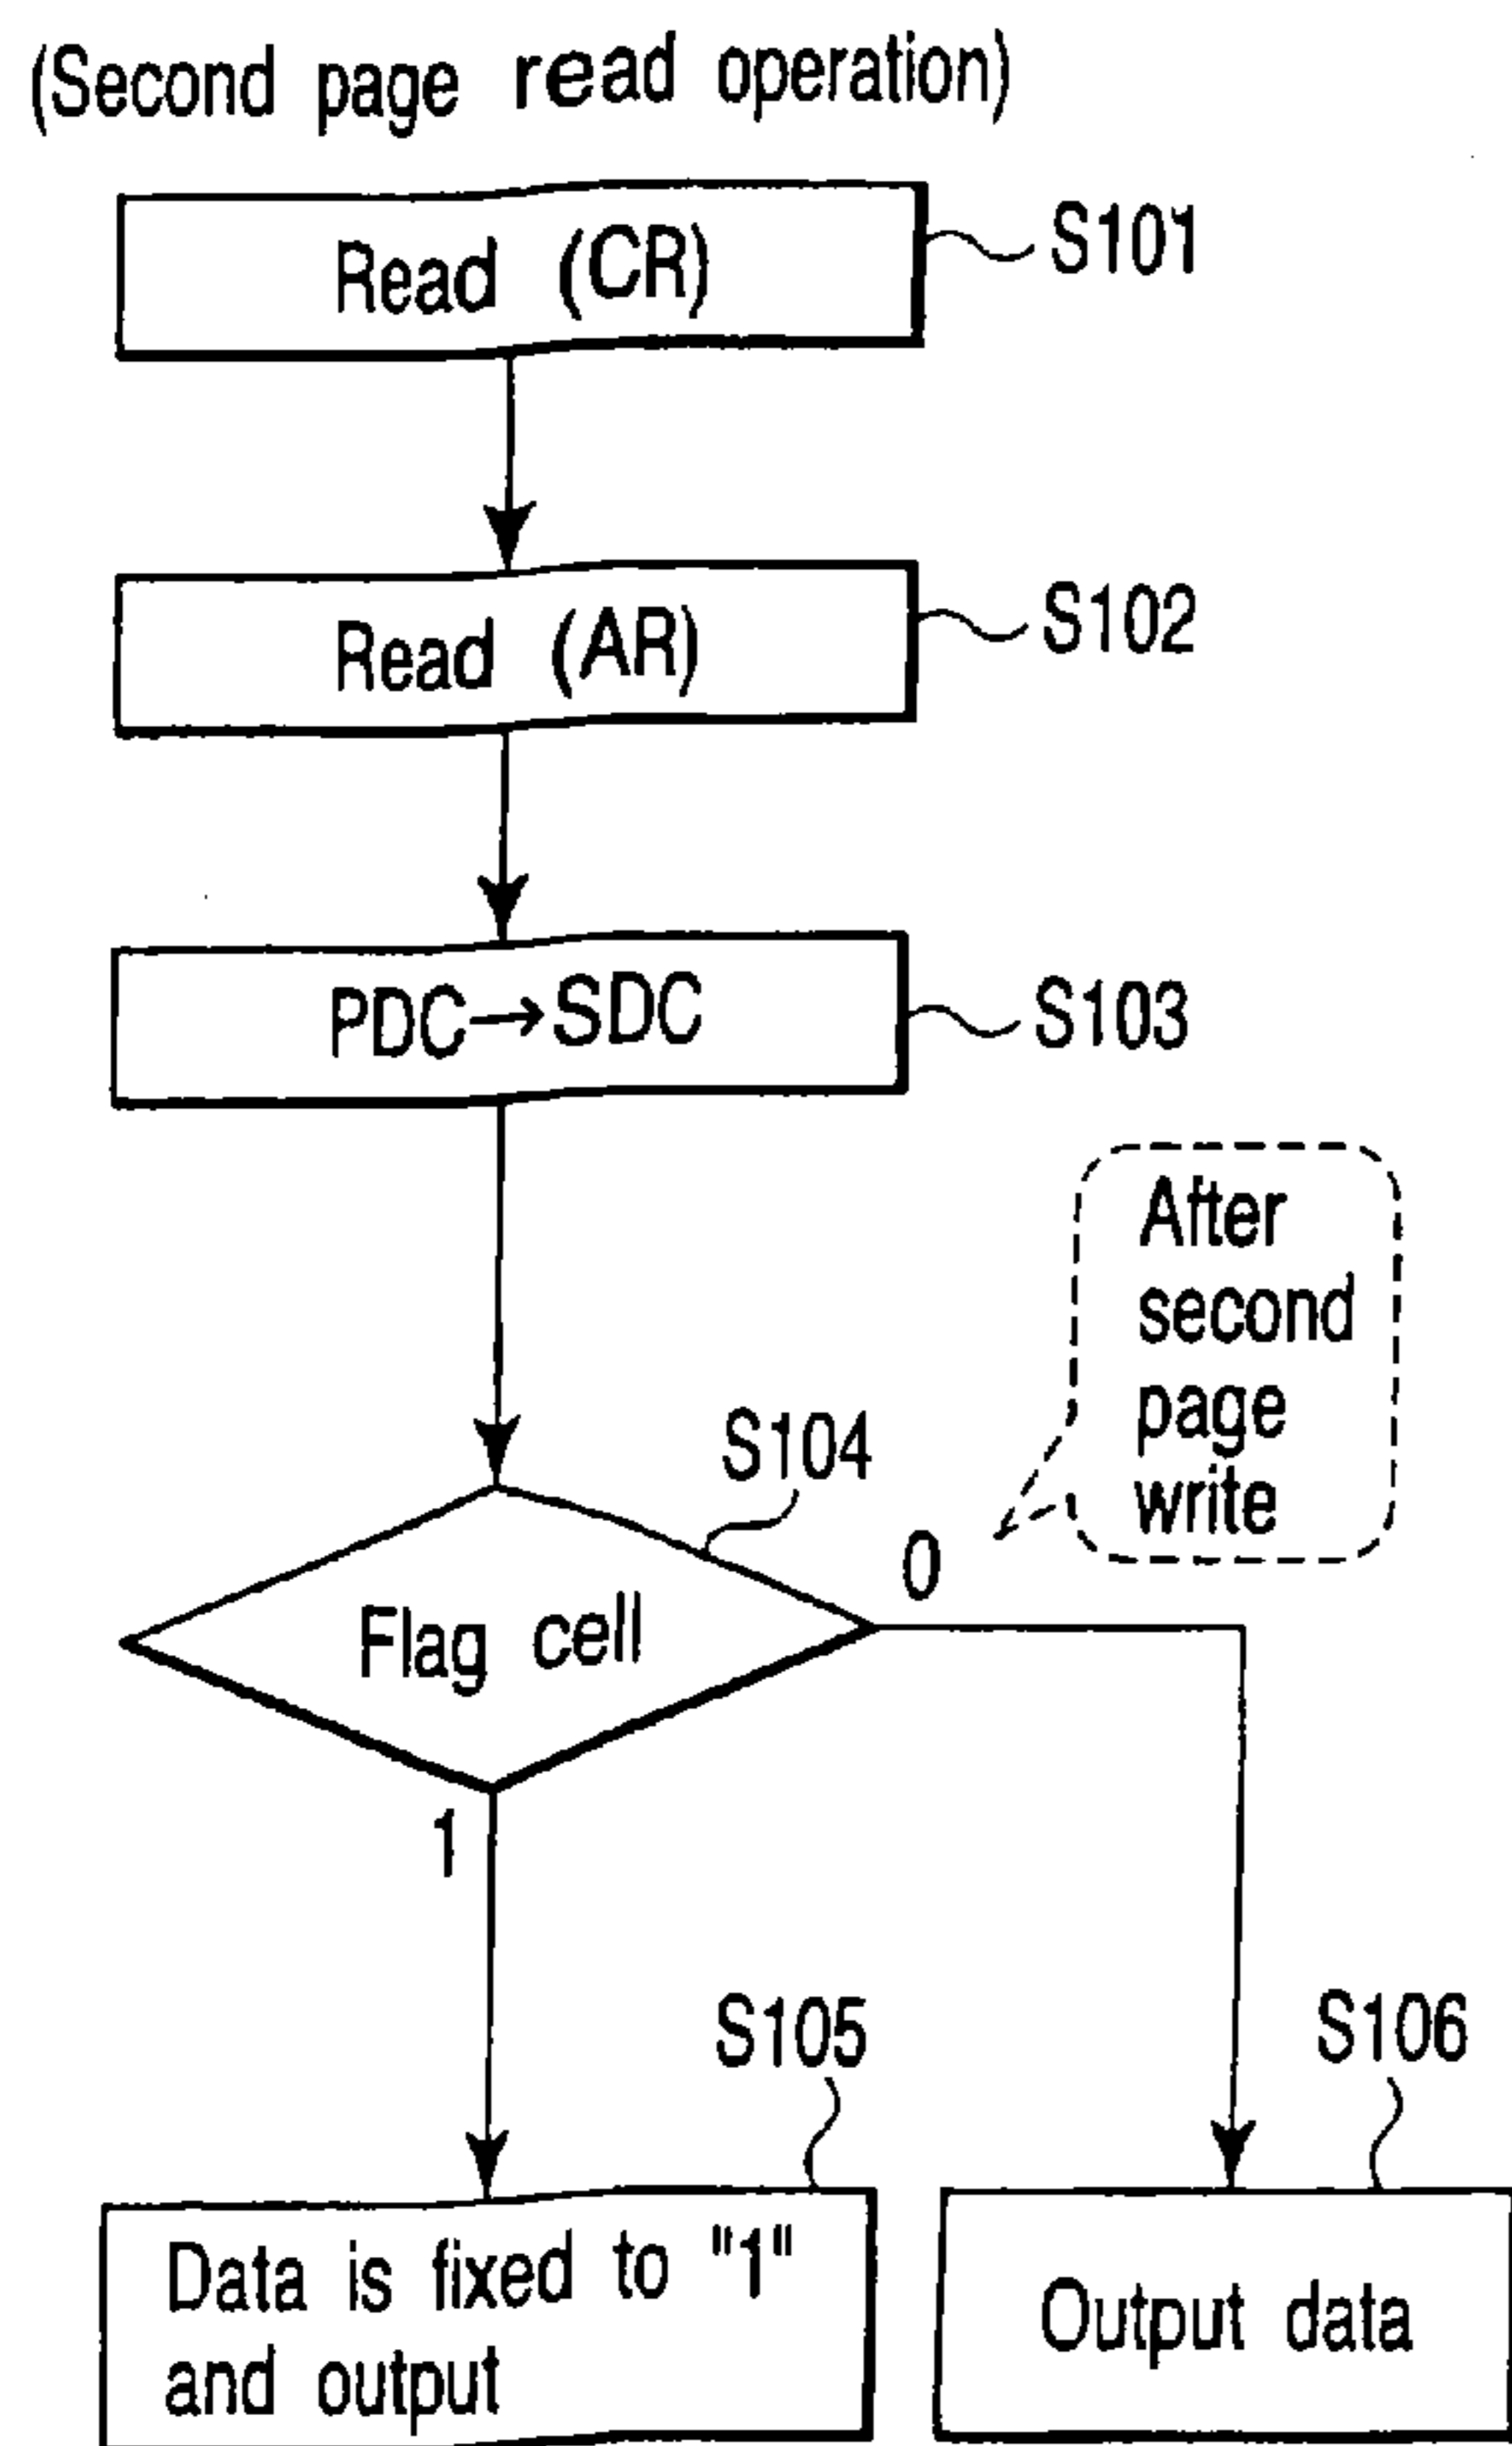 (Second page read operation)
Read (CR)
S101
Read (AR)
S102
PDC→SDC
S103
After
second
page
write
S104
0
Flag cell
1
S105
S106
Data is fixed to "1"
and output
Output data